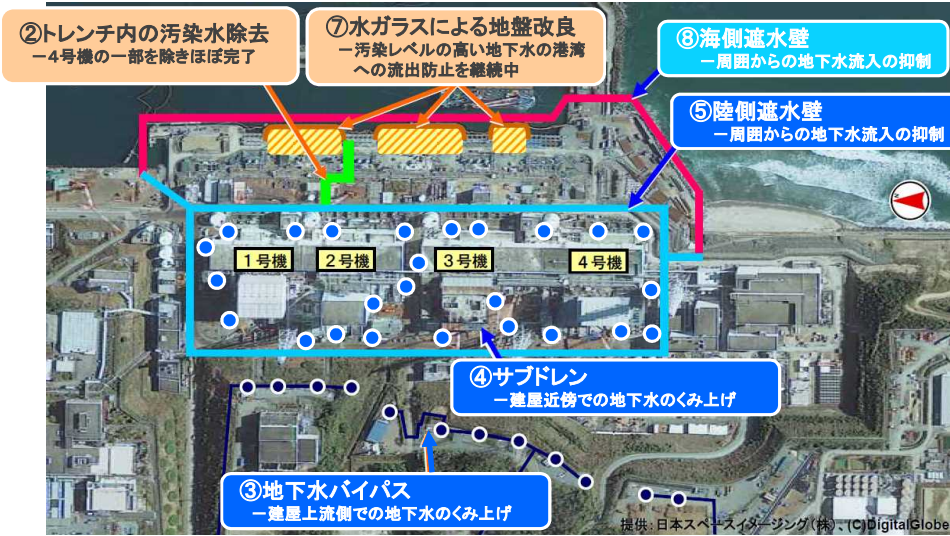 ②トレンチ内の汚染水除去
－４号機の一部を除きほぼ完了
⑦水ガラスによる地盤改良
－汚染レベルの高い地下水の港湾
への流出防止を継続中
⑧海側遮水壁
－周囲からの地下水流入の抑制
⑤陸側遮水壁
－周囲からの地下水流入の抑制
１号機
２号機
３号機
４号機
④サブドレン
－建屋近傍での地下水のくみ上げ
③地下水バイパス
－建屋上流側での地下水のくみ上げ
提供：日本スペースイメージング（株）、(C)DigitalGlobe